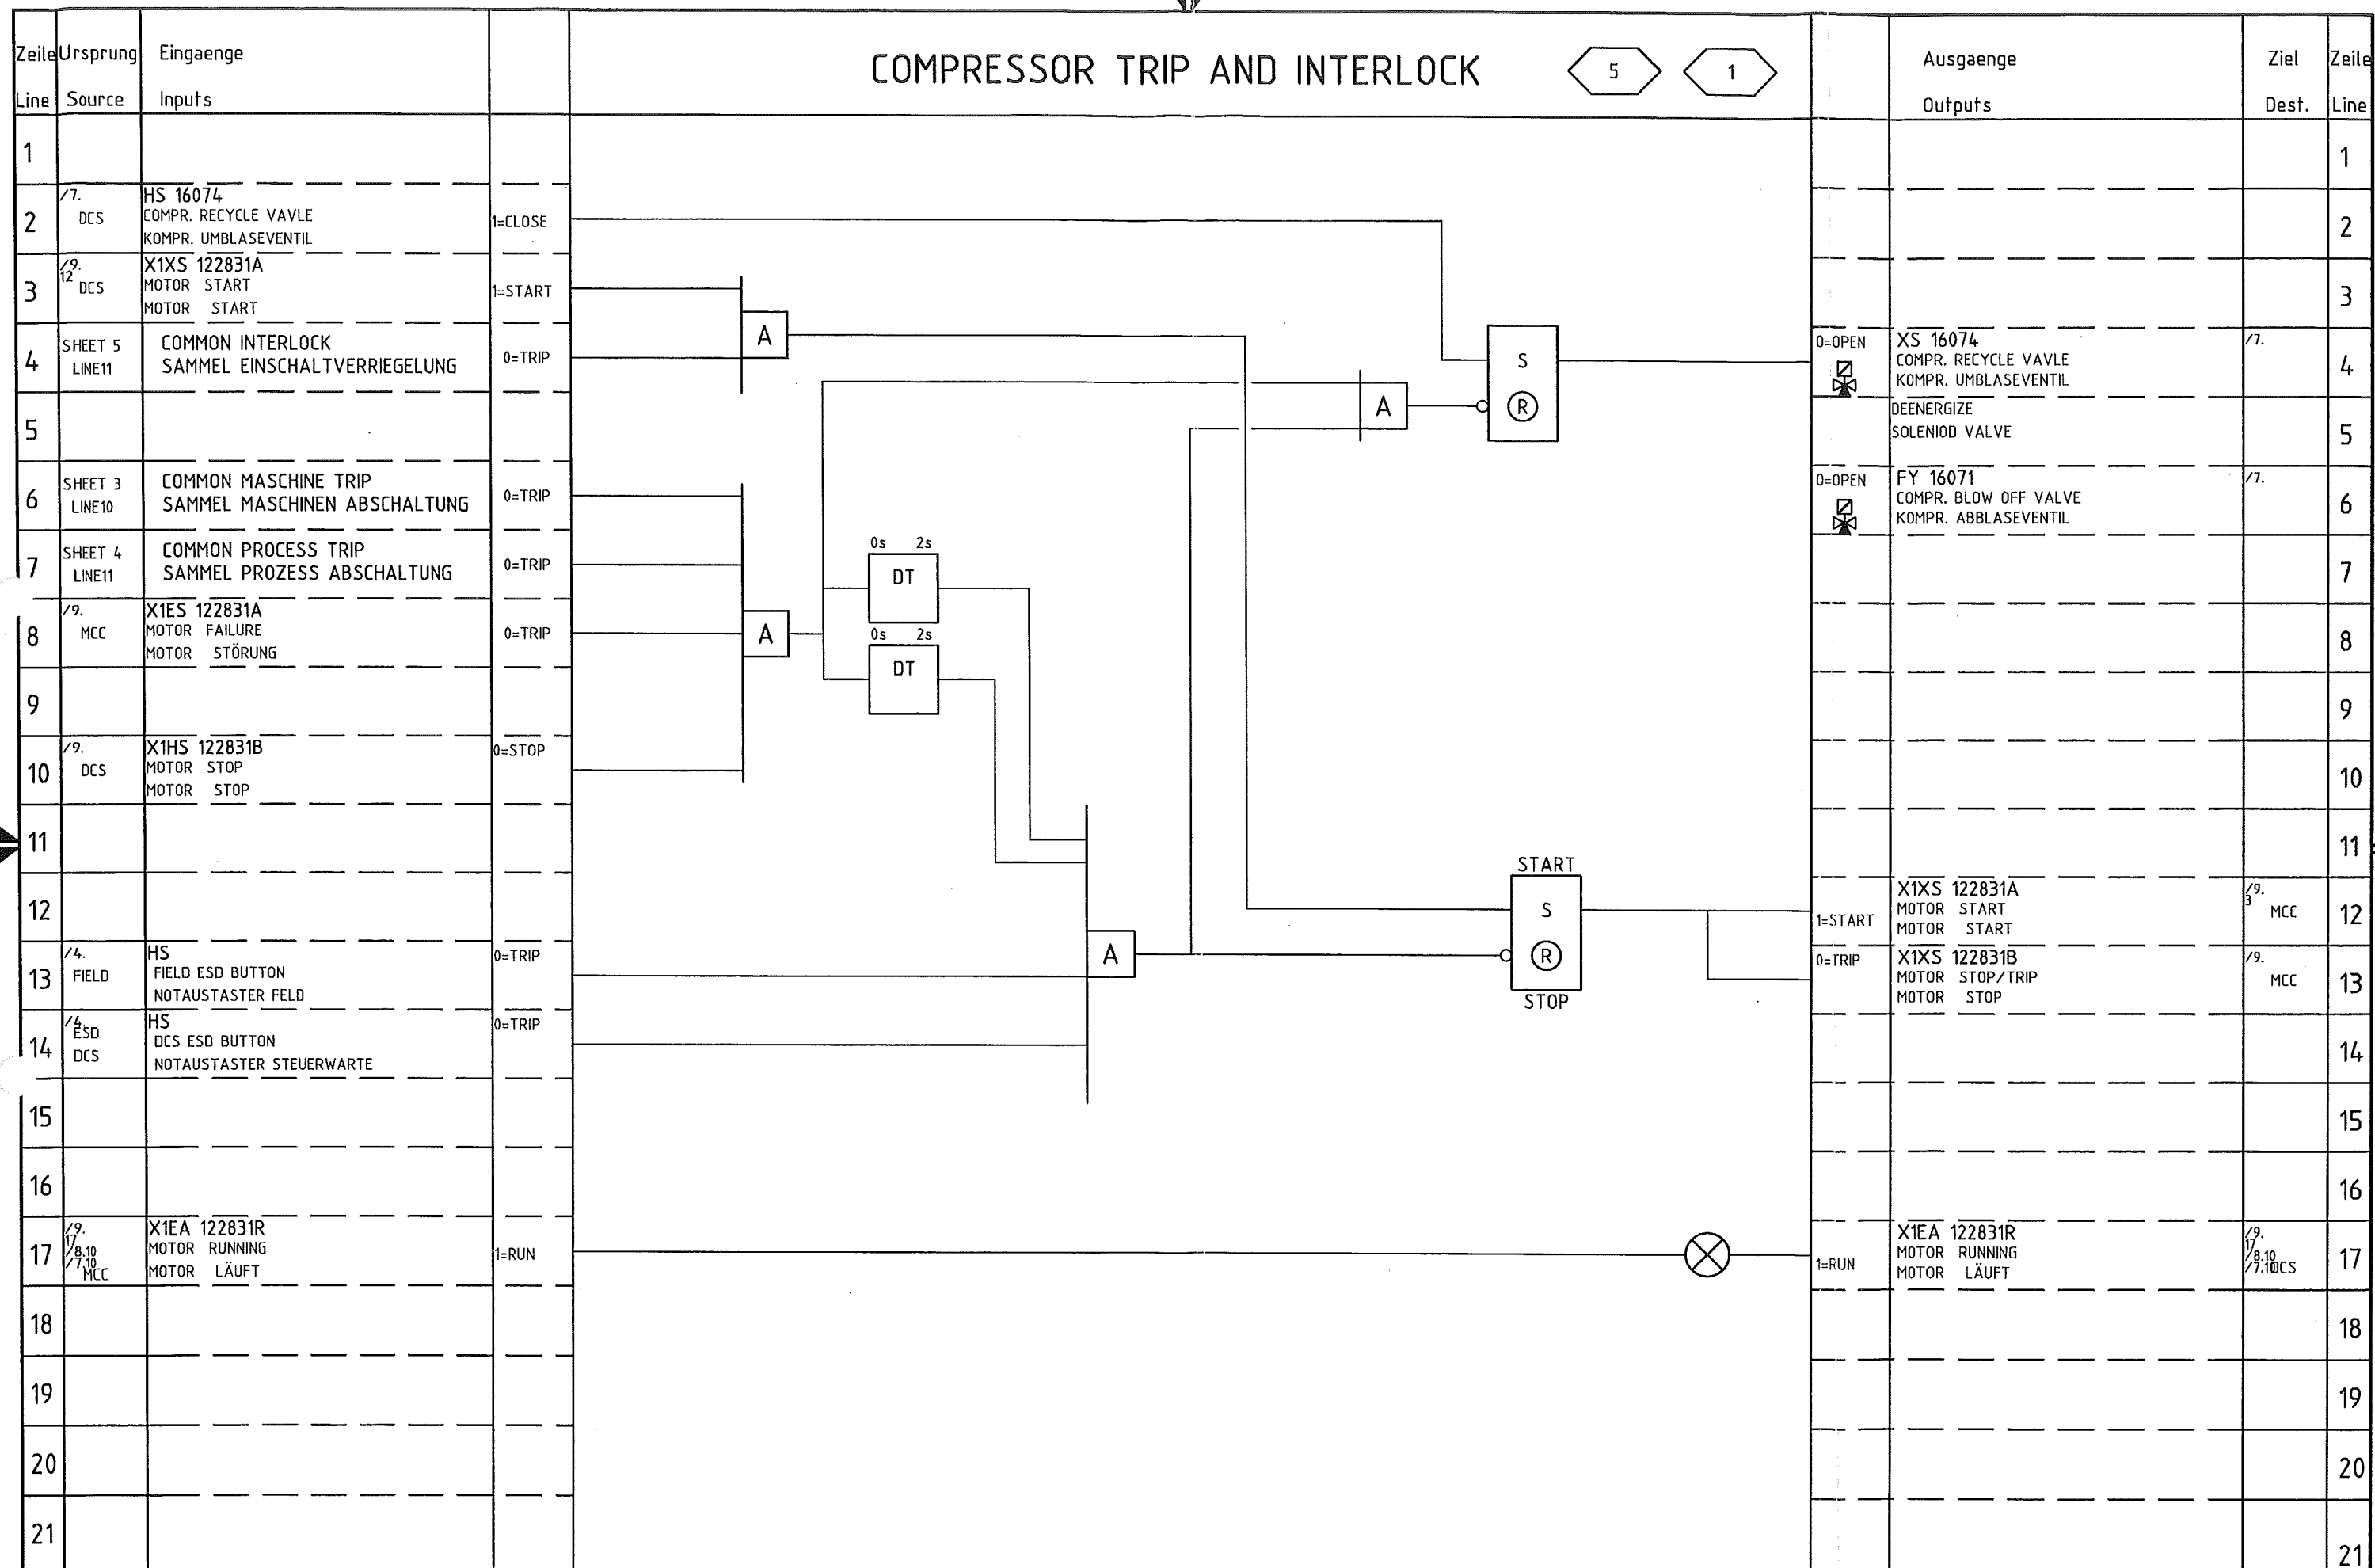 Zeile Ursprung Eingaenge
Line Source Inputs
COMPRESSOR TRIP AND INTERLOCK 5 1
Ausgaenge Ziel Zeile
Outputs Dest. Line
1 1
2 /7. DCS HS 16074 2
COMPR. RECYCLE VAVLE 1=CLOSE
KOMPR. UMBLASEVENTIL
3 /9. 12 DCS X1XS 122831A 3
MOTOR START 1=START
MOTOR START
A
4 SHEET 5 COMMON INTERLOCK 0=TRIP
LINE11 SAMMEL EINSCHALTVERRIEGELUNG
S
R
A
0=OPEN XS 16074 /7. 4
COMPR. RECYCLE VAVLE
KOMPR. UMBLASEVENTIL
5 DEENERGIZE 5
SOLENIOD VALVE
6 SHEET 3 COMMON MASCHINE TRIP 0=TRIP
LINE10 SAMMEL MASCHINEN ABSCHALTUNG
0=OPEN FY 16071 /7. 6
COMPR. BLOW OFF VALVE
KOMPR. ABBLASEVENTIL
7 SHEET 4 COMMON PROCESS TRIP 0=TRIP 7
LINE11 SAMMEL PROZESS ABSCHALTUNG
0s 2s
DT
8 /9. MCC X1ES 122831A 8
MOTOR FAILURE 0=TRIP
MOTOR STÖRUNG
A
0s 2s
DT
9 9
10 /9. DCS X1HS 122831B 0=STOP 10
MOTOR STOP
MOTOR STOP
11 11
12
START
S
R
STOP
1=START X1XS 122831A /9. 3 MCC 12
MOTOR START
MOTOR START
13 /4. FIELD HS 0=TRIP
FIELD ESD BUTTON
NOTAUSTASTER FELD
A
0=TRIP X1XS 122831B /9. MCC 13
MOTOR STOP/TRIP
MOTOR STOP
14 /4. ESD DCS HS 0=TRIP 14
DCS ESD BUTTON
NOTAUSTASTER STEUERWARTE
15 15
16 16
17 /9. 17 /8.10 /7.10 MCC X1EA 122831R
MOTOR RUNNING 1=RUN
MOTOR LÄUFT
1=RUN X1EA 122831R /9. 17 /8.10 /7.10 DCS 17
MOTOR RUNNING
MOTOR LÄUFT
18 18
19 19
20 20
21 21